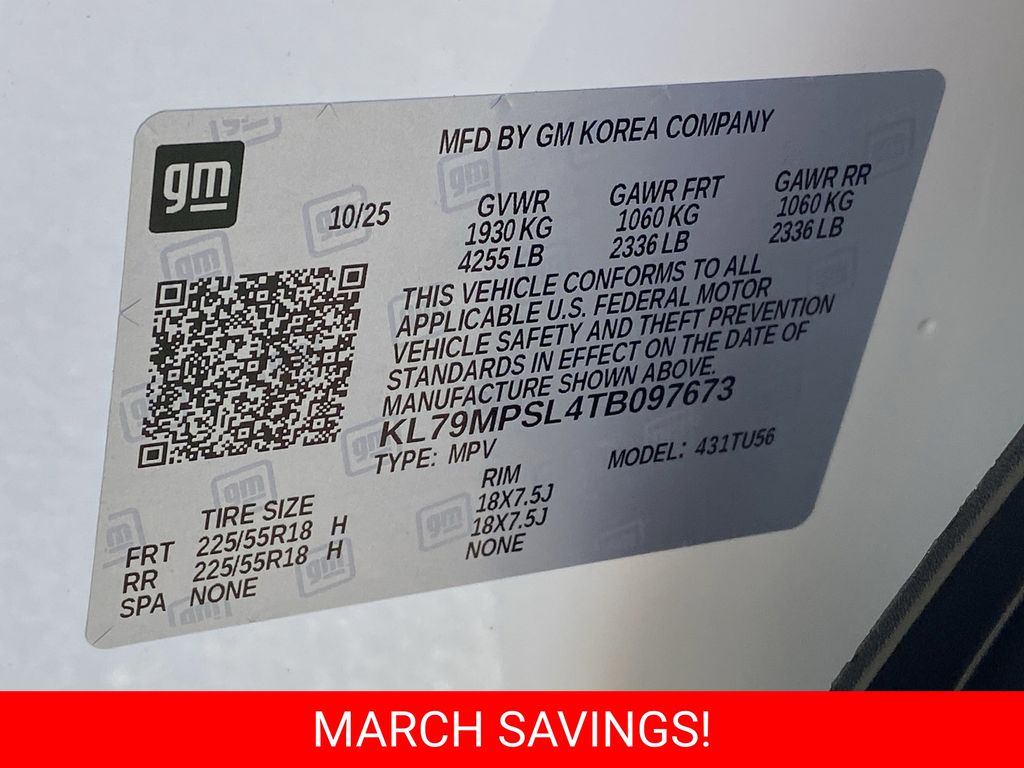 MFD BY GM KOREA COMPANY
gm
10/25
GVWR GAWR FRT GAWR RR
1930 KG 1060 KG 1060 KG
4255 LB 2336 LB 2336 LB
THIS VEHICLE CONFORMS TO ALL
APPLICABLE U.S. FEDERAL MOTOR
VEHICLE SAFETY AND THEFT PREVENTION
STANDARDS IN EFFECT ON THE DATE OF
MANUFACTURE SHOWN ABOVE.
KL79MPSL4TB097673
TYPE: MPV MODEL: 431TU56
TIRE SIZE RIM
FRT 225/55R18 H 18X7.5J
RR 225/55R18 H 18X7.5J
SPA NONE NONE
MARCH SAVINGS!